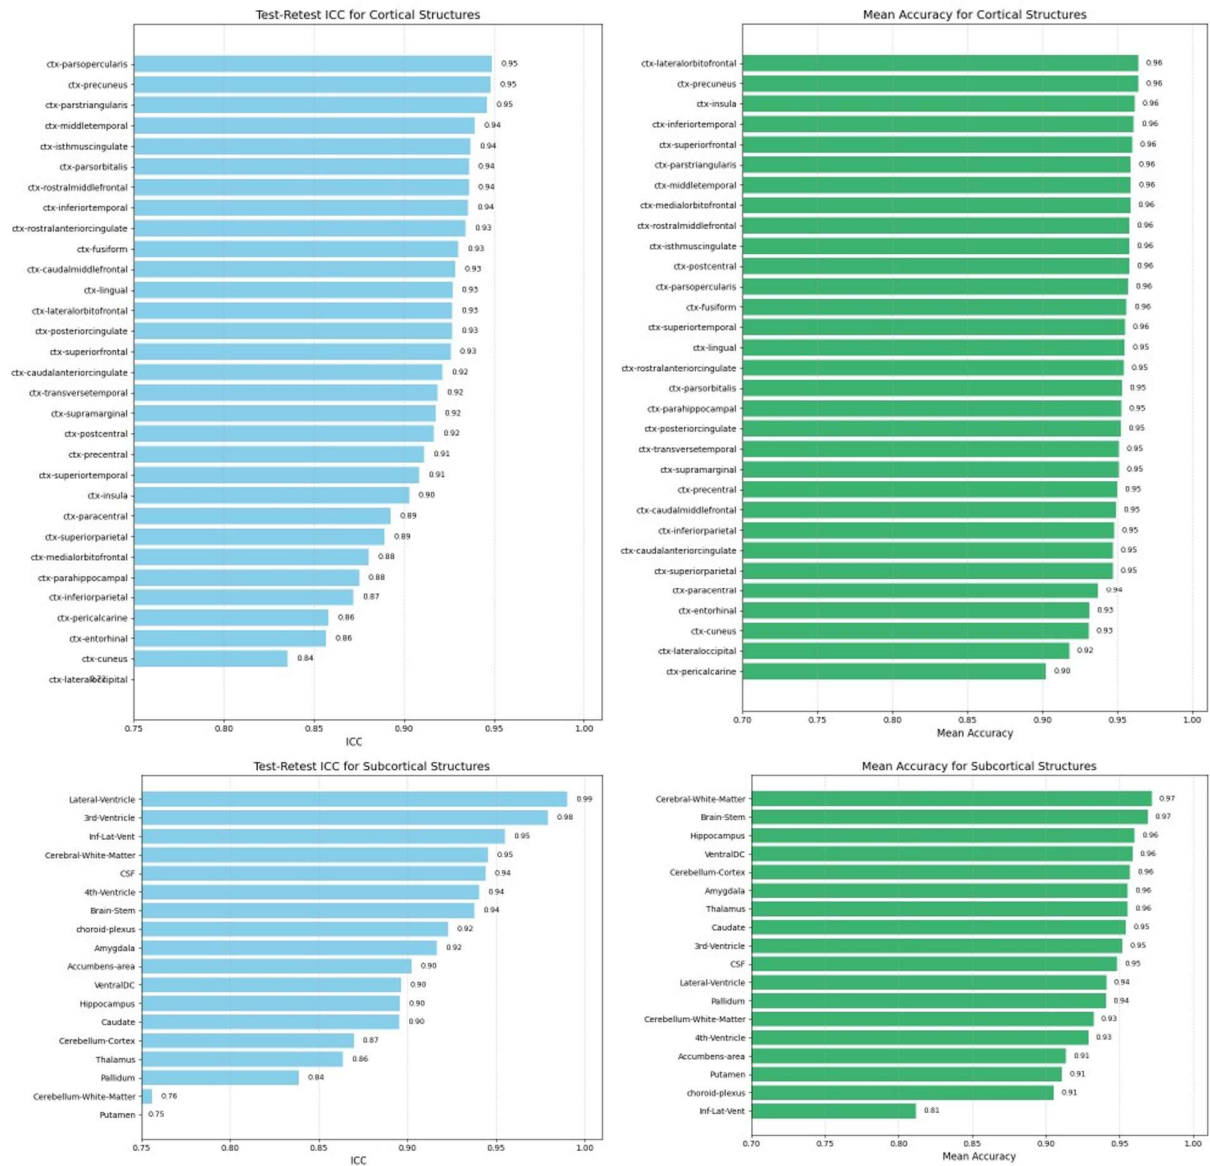 Test-Retest ICC for Cortical Structures
ctx-parsopercularis 0.95
ctx-precuneus 0.95
ctx-parstriangularis 0.95
ctx-middletemporal 0.94
ctx-isthmuscingulate 0.94
ctx-parsorbitalis 0.94
ctx-rostralmiddlefrontal 0.94
ctx-inferiortemporal 0.94
ctx-rostralanteriorcingulate 0.93
ctx-fusiform 0.93
ctx-caudalmiddlefrontal 0.93
ctx-lingual 0.93
ctx-lateralorbitofrontal 0.93
ctx-posteriorcingulate 0.93
ctx-superiorfrontal 0.93
ctx-caudalanteriorcingulate 0.92
ctx-transversetemporal 0.92
ctx-supramarginal 0.92
ctx-postcentral 0.92
ctx-precentral 0.91
ctx-superiortemporal 0.91
ctx-insula 0.90
ctx-paracentral 0.89
ctx-superiorparietal 0.89
ctx-medialorbitofrontal 0.88
ctx-parahippocampal 0.88
ctx-inferiorparietal 0.87
ctx-pericalcarine 0.86
ctx-entorhinal 0.86
ctx-cuneus 0.84
ctx-lateraloccipital
0.75 0.80 0.85 0.90 0.95 1.00
ICC
Mean Accuracy for Cortical Structures
ctx-lateralorbitofrontal 0.96
ctx-precuneus 0.96
ctx-insula 0.96
ctx-inferiortemporal 0.96
ctx-superiorfrontal 0.96
ctx-parstriangularis 0.96
ctx-middletemporal 0.96
ctx-medialorbitofrontal 0.96
ctx-rostralmiddlefrontal 0.96
ctx-isthmuscingulate 0.96
ctx-postcentral 0.96
ctx-parsopercularis 0.96
ctx-fusiform 0.96
ctx-superiortemporal 0.96
ctx-lingual 0.95
ctx-rostralanteriorcingulate 0.95
ctx-parsorbitalis 0.95
ctx-parahippocampal 0.95
ctx-posteriorcingulate 0.95
ctx-transversetemporal 0.95
ctx-supramarginal 0.95
ctx-precentral 0.95
ctx-caudalmiddlefrontal 0.95
ctx-inferiorparietal 0.95
ctx-caudalanteriorcingulate 0.95
ctx-superiorparietal 0.95
ctx-paracentral 0.94
ctx-entorhinal 0.93
ctx-cuneus 0.93
ctx-lateraloccipital 0.92
ctx-pericalcarine 0.90
0.70 0.75 0.80 0.85 0.90 0.95 1.00
Mean Accuracy
Test-Retest ICC for Subcortical Structures
Lateral-Ventricle 0.99
3rd-Ventricle 0.98
Inf-Lat-Vent 0.95
Cerebral-White-Matter 0.95
CSF 0.94
4th-Ventricle 0.94
Brain-Stem 0.94
choroid-plexus 0.92
Amygdala 0.92
Accumbens-area 0.90
VentralDC 0.90
Hippocampus 0.90
Caudate 0.90
Cerebellum-Cortex 0.87
Thalamus 0.86
Pallidum 0.84
Cerebellum-White-Matter 0.76
Putamen 0.75
0.75 0.80 0.85 0.90 0.95 1.00
ICC
Mean Accuracy for Subcortical Structures
Cerebral-White-Matter 0.97
Brain-Stem 0.97
Hippocampus 0.96
VentralDC 0.96
Cerebellum-Cortex 0.96
Amygdala 0.96
Thalamus 0.96
Caudate 0.95
3rd-Ventricle 0.95
CSF 0.95
Lateral-Ventricle 0.94
Pallidum 0.94
Cerebellum-White-Matter 0.93
4th-Ventricle 0.93
Accumbens-area 0.91
Putamen 0.91
choroid-plexus 0.91
Inf-Lat-Vent 0.81
0.70 0.75 0.80 0.85 0.90 0.95 1.00
Mean Accuracy